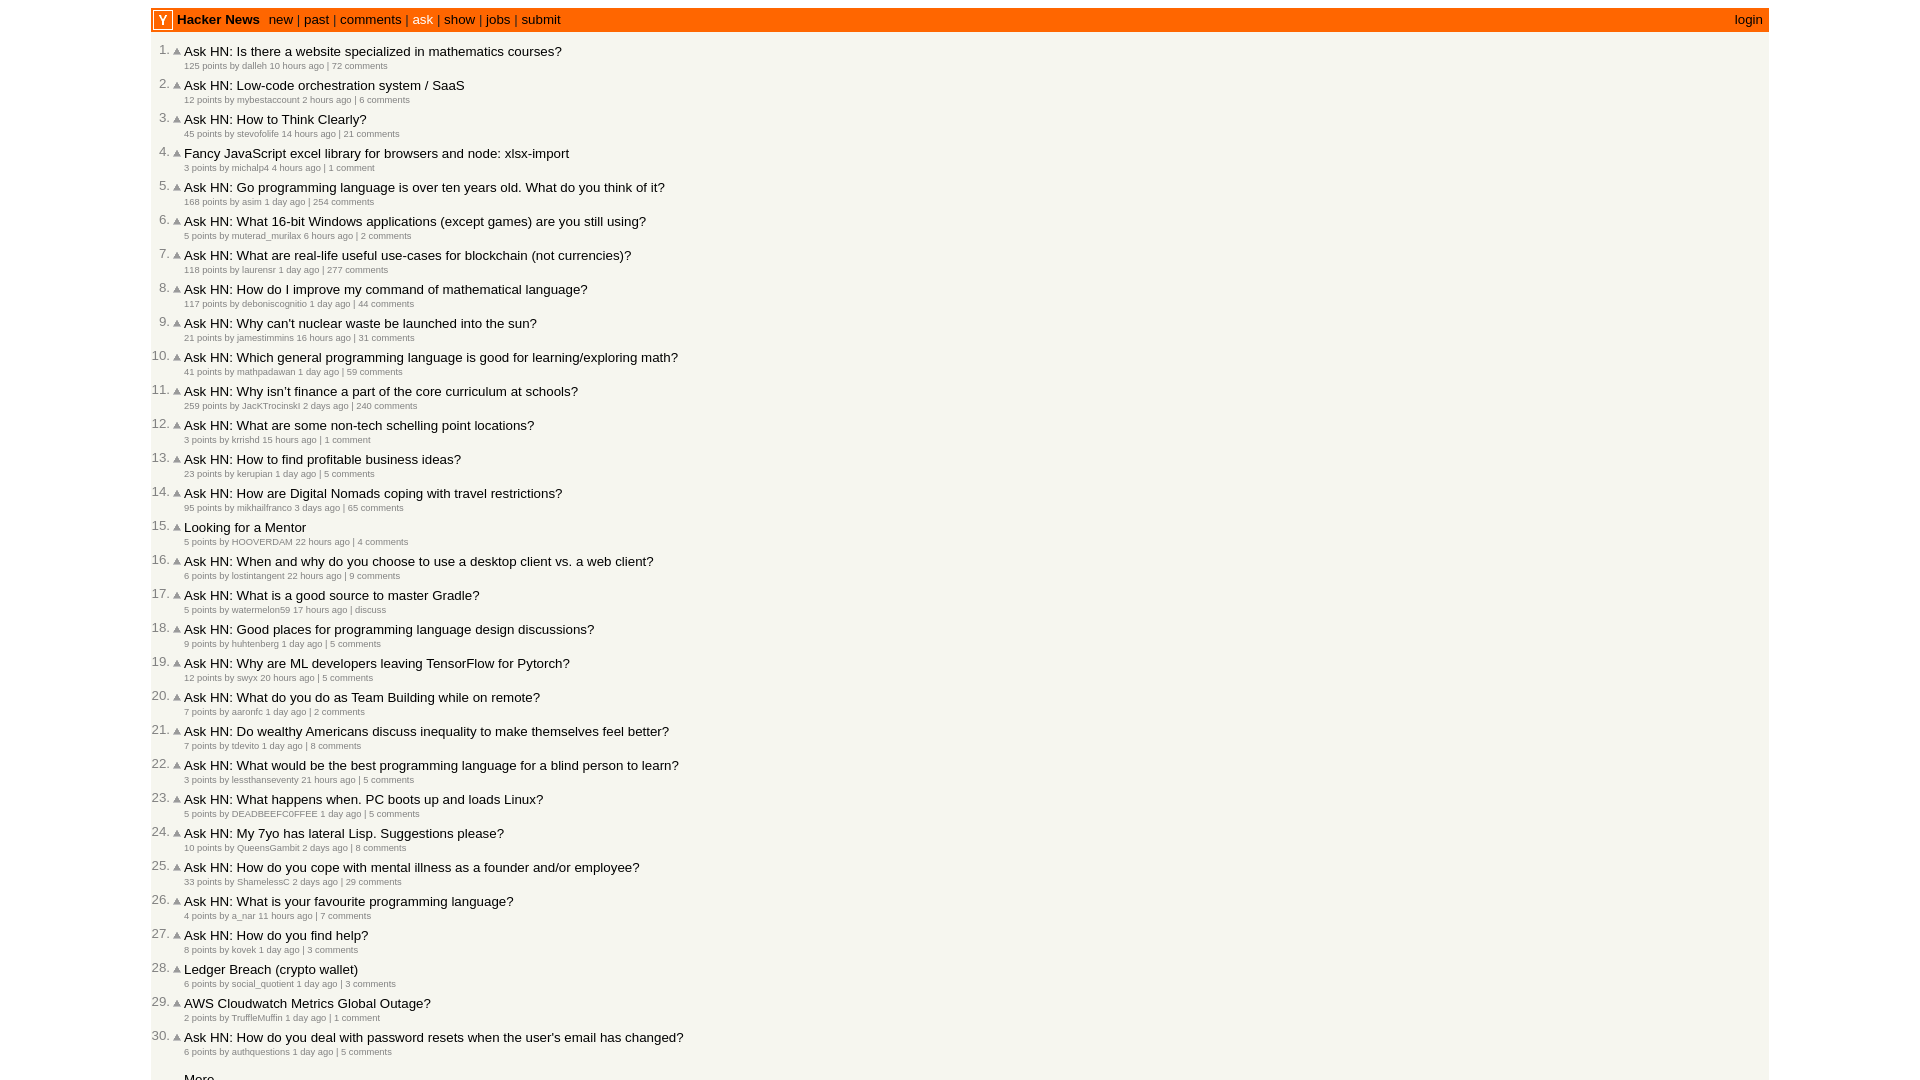 Y Hacker News new | past | comments | ask | show | jobs | submit login
1. Ask HN: Is there a website specialized in mathematics courses?
125 points by dalleh 10 hours ago | 72 comments
2. Ask HN: Low-code orchestration system / SaaS
12 points by mybestaccount 2 hours ago | 6 comments
3. Ask HN: How to Think Clearly?
45 points by stevofolife 14 hours ago | 21 comments
4. Fancy JavaScript excel library for browsers and node: xlsx-import
3 points by michalp4 4 hours ago | 1 comment
5. Ask HN: Go programming language is over ten years old. What do you think of it?
168 points by asim 1 day ago | 254 comments
6. Ask HN: What 16-bit Windows applications (except games) are you still using?
5 points by muterad_murilax 6 hours ago | 2 comments
7. Ask HN: What are real-life useful use-cases for blockchain (not currencies)?
118 points by laurensr 1 day ago | 277 comments
8. Ask HN: How do I improve my command of mathematical language?
117 points by deboniscognitio 1 day ago | 44 comments
9. Ask HN: Why can't nuclear waste be launched into the sun?
21 points by jamestimmins 16 hours ago | 31 comments
10. Ask HN: Which general programming language is good for learning/exploring math?
41 points by mathpadawan 1 day ago | 59 comments
11. Ask HN: Why isn’t finance a part of the core curriculum at schools?
259 points by JacKTrocinskI 2 days ago | 240 comments
12. Ask HN: What are some non-tech schelling point locations?
3 points by krrishd 15 hours ago | 1 comment
13. Ask HN: How to find profitable business ideas?
23 points by kerupian 1 day ago | 5 comments
14. Ask HN: How are Digital Nomads coping with travel restrictions?
95 points by mikhailfranco 3 days ago | 65 comments
15. Looking for a Mentor
5 points by HOOVERDAM 22 hours ago | 4 comments
16. Ask HN: When and why do you choose to use a desktop client vs. a web client?
6 points by lostintangent 22 hours ago | 9 comments
17. Ask HN: What is a good source to master Gradle?
5 points by watermelon59 17 hours ago | discuss
18. Ask HN: Good places for programming language design discussions?
9 points by huhtenberg 1 day ago | 5 comments
19. Ask HN: Why are ML developers leaving TensorFlow for Pytorch?
12 points by swyx 20 hours ago | 5 comments
20. Ask HN: What do you do as Team Building while on remote?
7 points by aaronfc 1 day ago | 2 comments
21. Ask HN: Do wealthy Americans discuss inequality to make themselves feel better?
7 points by tdevito 1 day ago | 8 comments
22. Ask HN: What would be the best programming language for a blind person to learn?
3 points by lessthanseventy 21 hours ago | 5 comments
23. Ask HN: What happens when. PC boots up and loads Linux?
5 points by DEADBEEFC0FFEE 1 day ago | 5 comments
24. Ask HN: My 7yo has lateral Lisp. Suggestions please?
10 points by QueensGambit 2 days ago | 8 comments
25. Ask HN: How do you cope with mental illness as a founder and/or employee?
33 points by ShamelessC 2 days ago | 29 comments
26. Ask HN: What is your favourite programming language?
4 points by a_nar 11 hours ago | 7 comments
27. Ask HN: How do you find help?
8 points by kovek 1 day ago | 3 comments
28. Ledger Breach (crypto wallet)
6 points by social_quotient 1 day ago | 3 comments
29. AWS Cloudwatch Metrics Global Outage?
2 points by TruffleMuffin 1 day ago | 1 comment
30. Ask HN: How do you deal with password resets when the user's email has changed?
6 points by authquestions 1 day ago | 5 comments
More